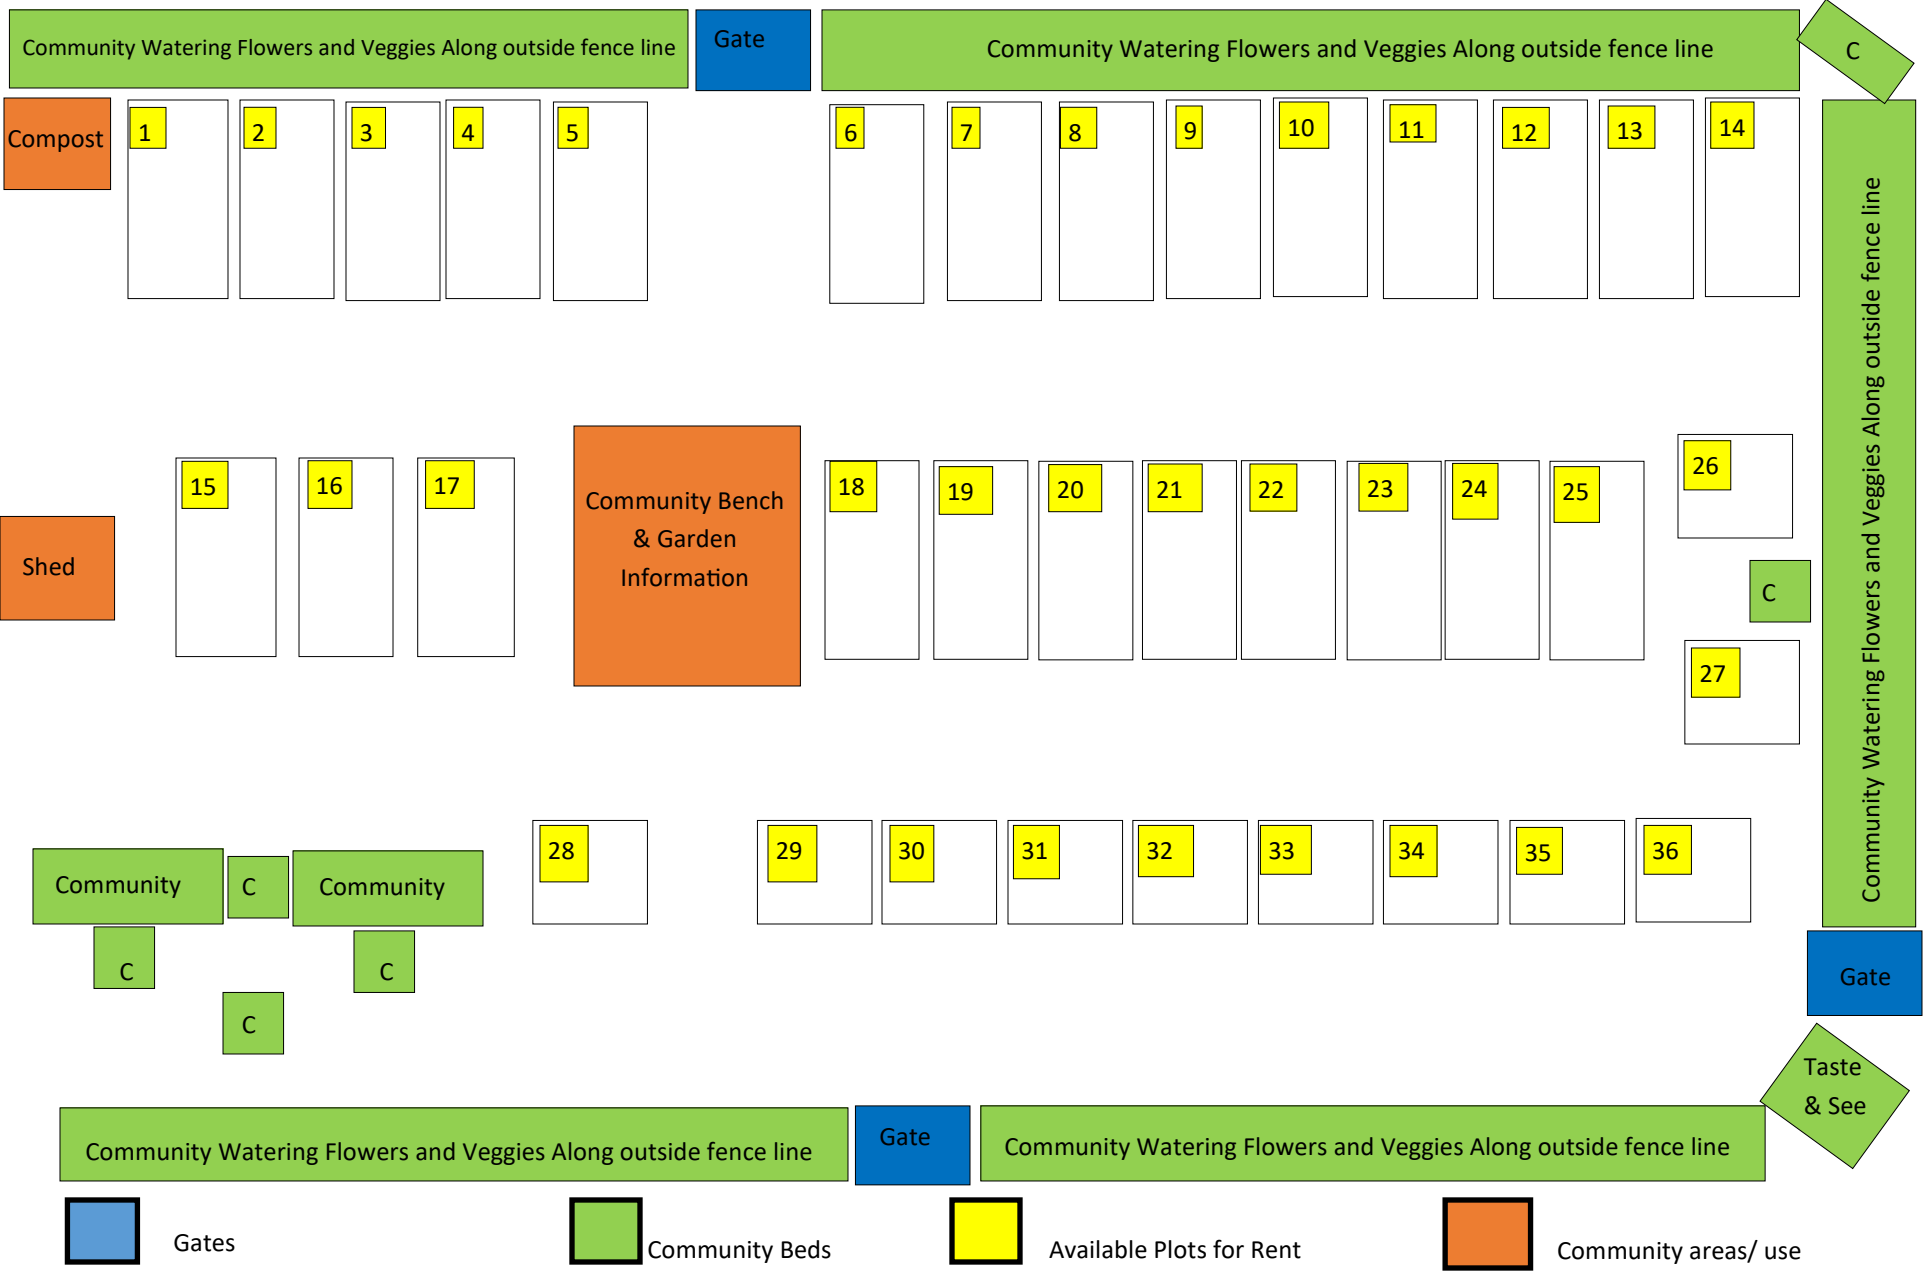 Community Watering Flowers and Veggies Along outside fence line
Gate
Community Watering Flowers and Veggies Along outside fence line
C
Compost
1
2
3
4
5
6
7
8
9
10
11
12
13
14
Community Watering Flowers and Veggies Along outside fence line
Shed
15
16
17
Community Bench
& Garden
Information
18
19
20
21
22
23
24
25
26
C
27
28
29
30
31
32
33
34
35
36
Community
C
Community
C
C
C
Gate
Taste
& See
Community Watering Flowers and Veggies Along outside fence line
Gate
Community Watering Flowers and Veggies Along outside fence line
Gates
Community Beds
Available Plots for Rent
Community areas/ use